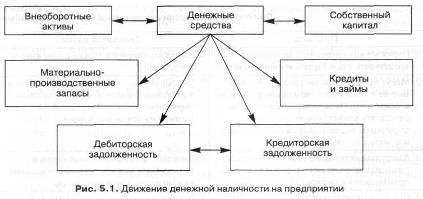 Внеоборотные
активы
Денежные
средства
Собственный
капитал
Материально-
производственные
запасы
Кредиты
и займы
Дебиторская
задолженность
Кредиторская
задолженность
Рис. 5.1. Движение денежной наличности на предприятии